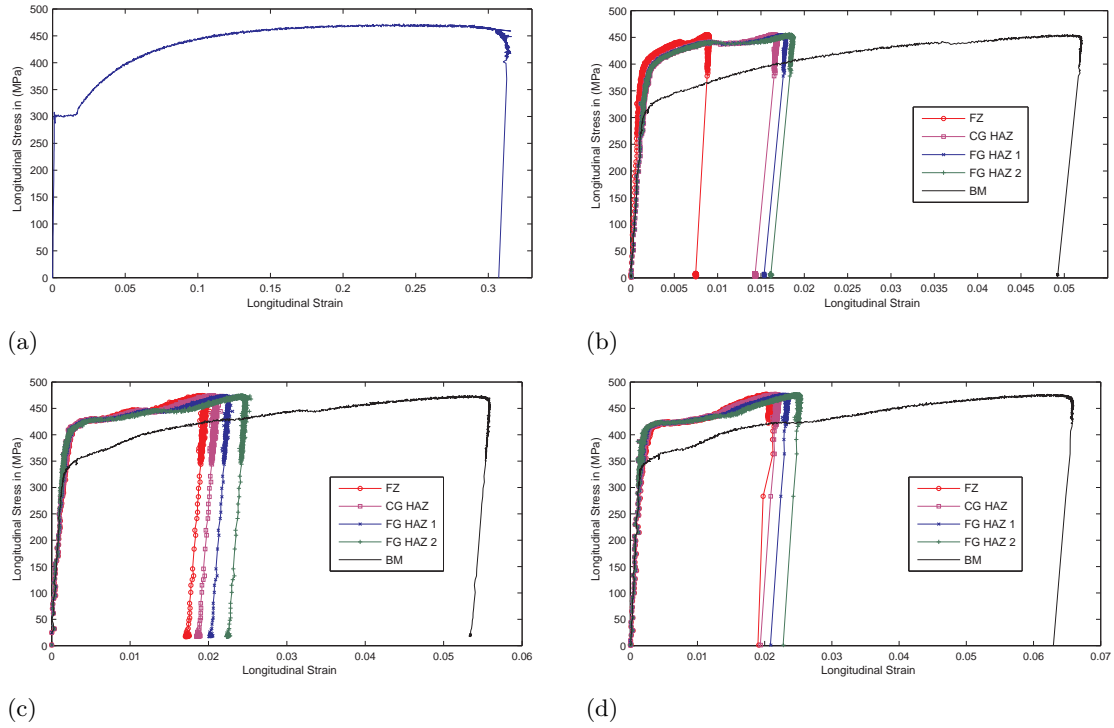 500
450
400
350
300
250
200
150
100
50
0
Longitudinal Stress in (MPa)
0
0.05
0.1
0.15
0.2
0.25
0.3
Longitudinal Strain
(a)
500
450
400
350
300
250
200
150
100
50
0
Longitudinal Stress in (MPa)
FZ
CG HAZ
FG HAZ 1
FG HAZ 2
BM
0
0.005
0.01
0.015
0.02
0.025
0.03
0.035
0.04
0.045
0.05
Longitudinal Strain
(b)
500
450
400
350
300
250
200
150
100
50
0
Longitudinal Stress in (MPa)
FZ
CG HAZ
FG HAZ 1
FG HAZ 2
BM
0
0.01
0.02
0.03
0.04
0.05
0.06
Longitudinal Strain
(c)
500
450
400
350
300
250
200
150
100
50
0
Longitudinal Stress in (MPa)
FZ
CG HAZ
FG HAZ 1
FG HAZ 2
BM
0
0.01
0.02
0.03
0.04
0.05
0.06
0.07
Longitudinal Strain
(d)